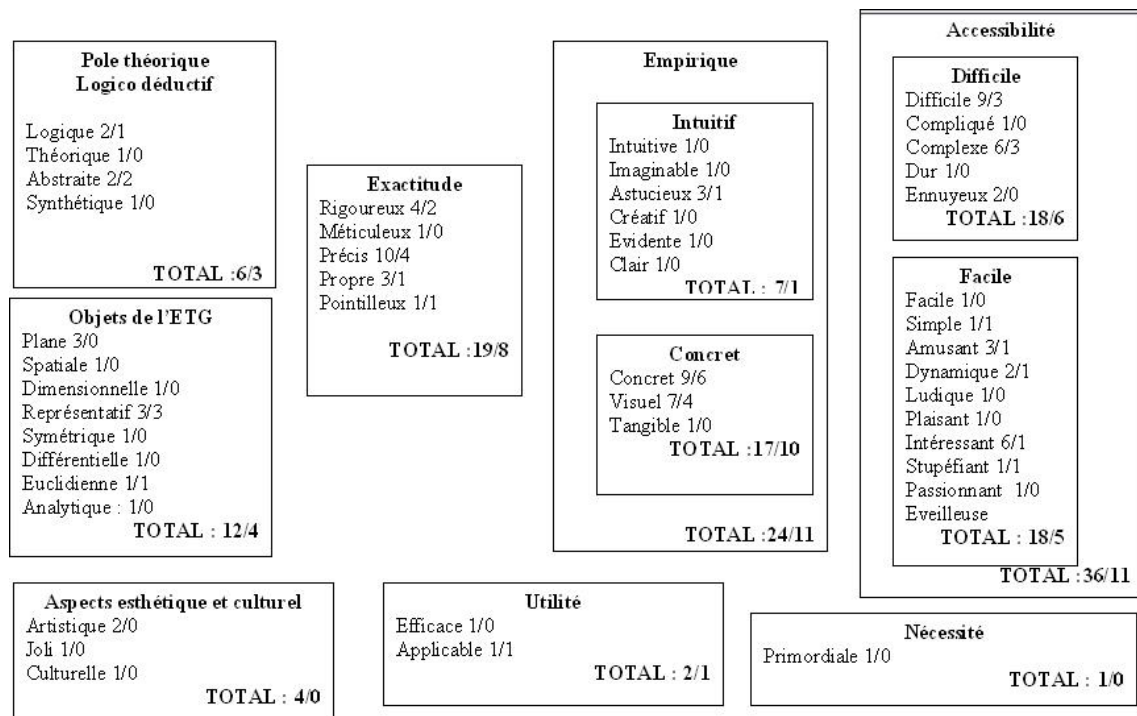 Pole théorique
Logico déductif
Logique 2/1
Théorique 1/0
Abstraite 2/2
Synthétique 1/0
TOTAL :6/3
Objets de l'ETG
Plane 3/0
Spatiale 1/0
Dimensionnelle 1/0
Représentatif 3/3
Symétrique 1/0
Différentielle 1/0
Euclidienne 1/1
Analytique : 1/0
TOTAL : 12/4
Exactitude
Rigoureux 4/2
Méticuleux 1/0
Précis 10/4
Propre 3/1
Pointilleux 1/1
TOTAL :19/8
Empirique
Intuitif
Intuitive 1/0
Imaginable 1/0
Astucieux 3/1
Créatif 1/0
Evidente 1/0
Clair 1/0
TOTAL : 7/1
Concret
Concret 9/6
Visuel 7/4
Tangible 1/0
TOTAL :17/10
TOTAL :24/11
Accessibilité
Difficile
Difficile 9/3
Compliqué 1/0
Complexe 6/3
Dur 1/0
Ennuyeux 2/0
TOTAL :18/6
Facile
Facile 1/0
Simple 1/1
Amusant 3/1
Dynamique 2/1
Ludique 1/0
Plaisant 1/0
Intéressant 6/1
Stupéfiant 1/1
Passionnant 1/0
Eveilleuse
TOTAL : 18/5
TOTAL :36/11
Aspects esthétique et culturel
Artistique 2/0
Joli 1/0
Culturelle 1/0
TOTAL : 4/0
Utilité
Efficace 1/0
Applicable 1/1
TOTAL : 2/1
Nécessité
Primordiale 1/0
TOTAL : 1/0